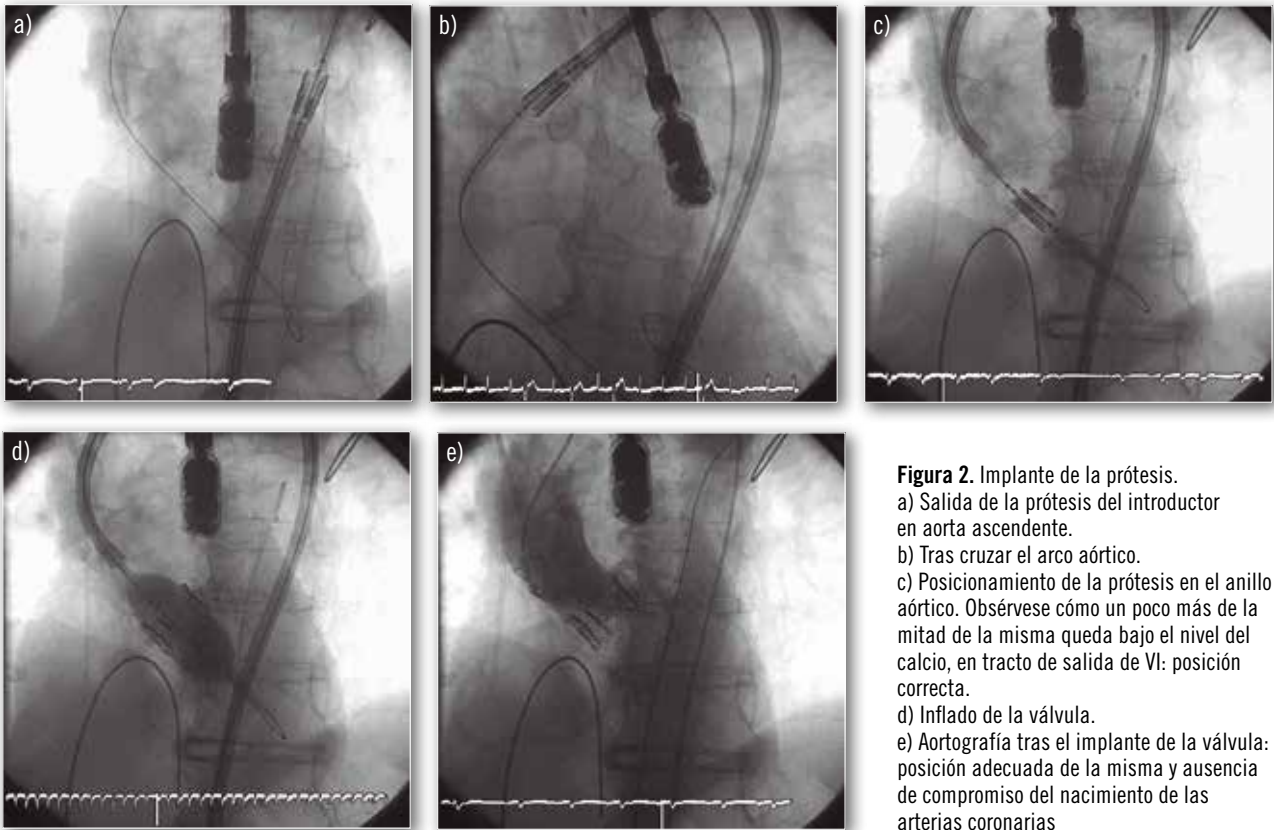 a)
b)
c)
d)
e)
Figura 2. Implante de la prótesis.
a) Salida de la prótesis del introductor
en aorta ascendente.
b) Tras cruzar el arco aórtico.
c) Posicionamiento de la prótesis en el anillo
aórtico. Obsérvese cómo un poco más de la
mitad de la misma queda bajo el nivel del
calcio, en tracto de salida de VI: posición
correcta.
d) Inflado de la válvula.
e) Aortografía tras el implante de la válvula:
posición adecuada de la misma y ausencia
de compromiso del nacimiento de las
arterias coronarias